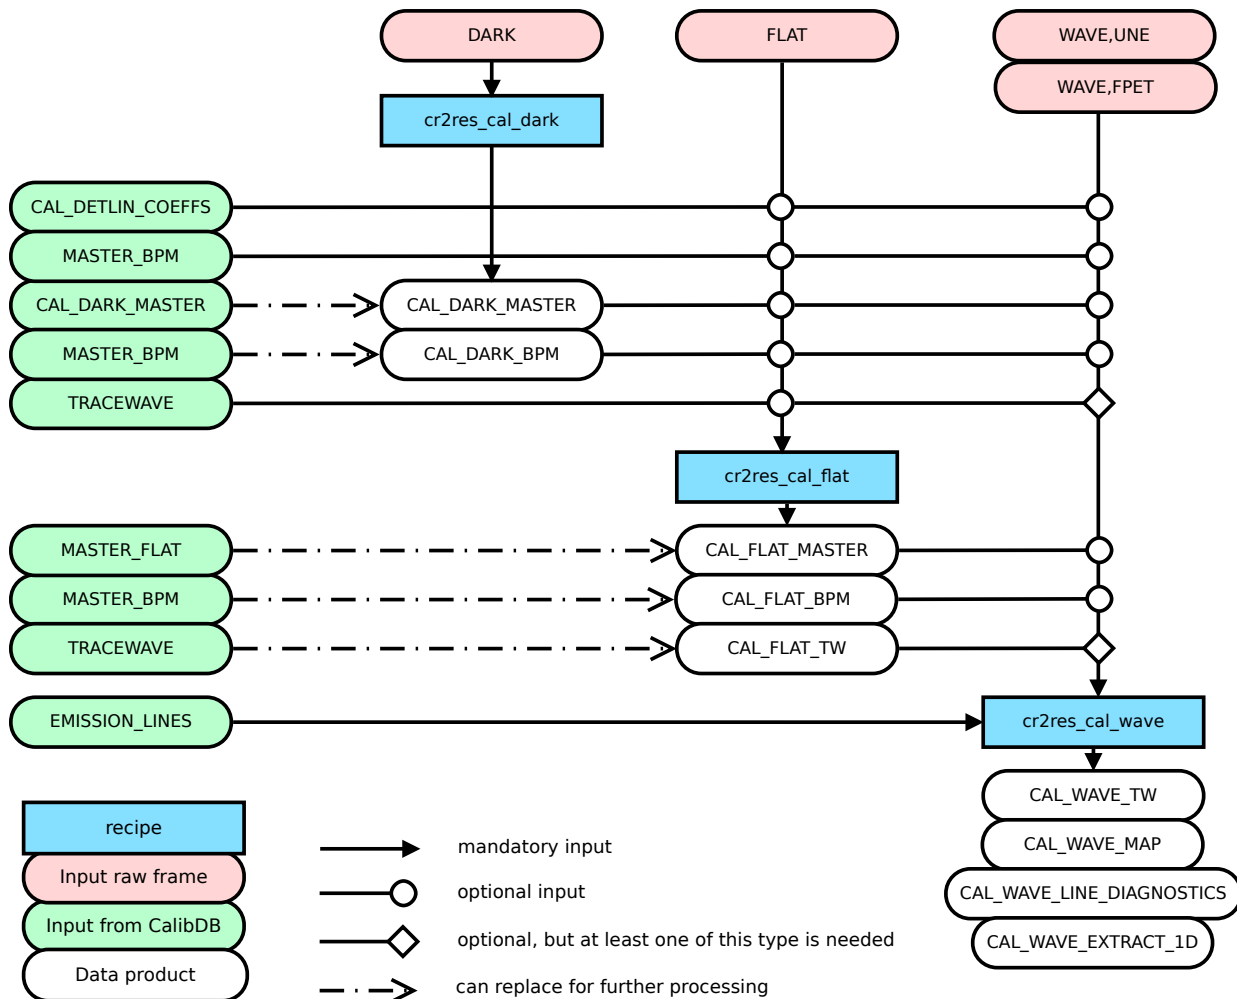 DARK
FLAT
WAVE,UNE
WAVE,FPET
cr2res_cal_dark
CAL_DETLIN_COEFFS
MASTER_BPM
CAL_DARK_MASTER
CAL_DARK_MASTER
MASTER_BPM
CAL_DARK_BPM
TRACEWAVE
cr2res_cal_flat
MASTER_FLAT
CAL_FLAT_MASTER
MASTER_BPM
CAL_FLAT_BPM
TRACEWAVE
CAL_FLAT_TW
EMISSION_LINES
cr2res_cal_wave
CAL_WAVE_TW
CAL_WAVE_MAP
CAL_WAVE_LINE_DIAGNOSTICS
CAL_WAVE_EXTRACT_1D
recipe
Input raw frame
Input from CalibDB
Data product
mandatory input
optional input
optional, but at least one of this type is needed
can replace for further processing